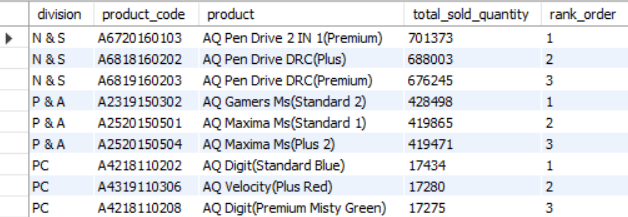 division product_code product total_sold_quantity rank_order
N & S A6720160103 AQ Pen Drive 2 IN 1(Premium) 701373 1
N & S A6818160202 AQ Pen Drive DRC(Plus) 688003 2
N & S A6819160203 AQ Pen Drive DRC(Premium) 676245 3
P & A A2319150302 AQ Gamers Ms(Standard 2) 428498 1
P & A A2520150501 AQ Maxima Ms(Standard 1) 419865 2
P & A A2520150504 AQ Maxima Ms(Plus 2) 419471 3
PC A4218110202 AQ Digit(Standard Blue) 17434 1
PC A4319110306 AQ Velocity(Plus Red) 17280 2
PC A4218110208 AQ Digit(Premium Misty Green) 17275 3